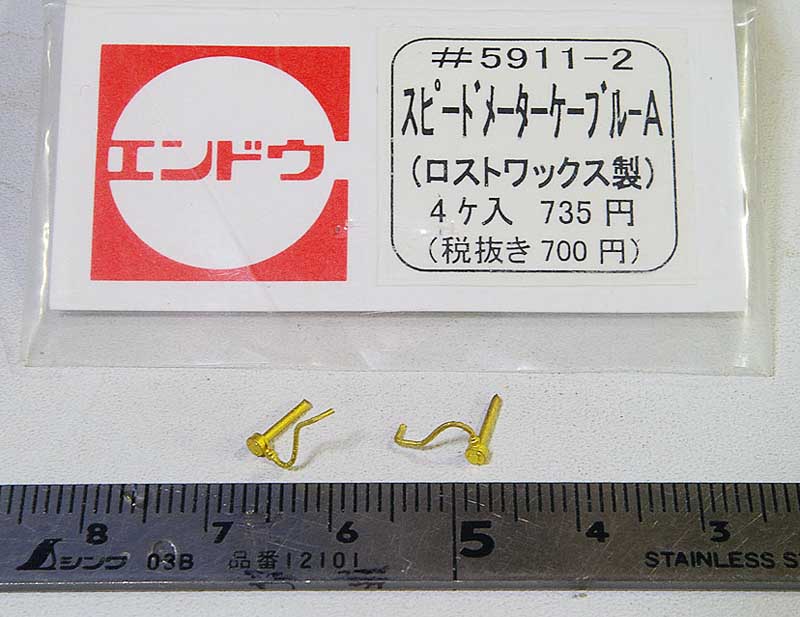 エンドウ
#5911-2
スピードメーターケーブルーA
(ロストワックス製)
4ケ入 735円
(税抜き700円)
8 7 6 5 4 3
シンワ 03B 品番12101 STAINLESS S